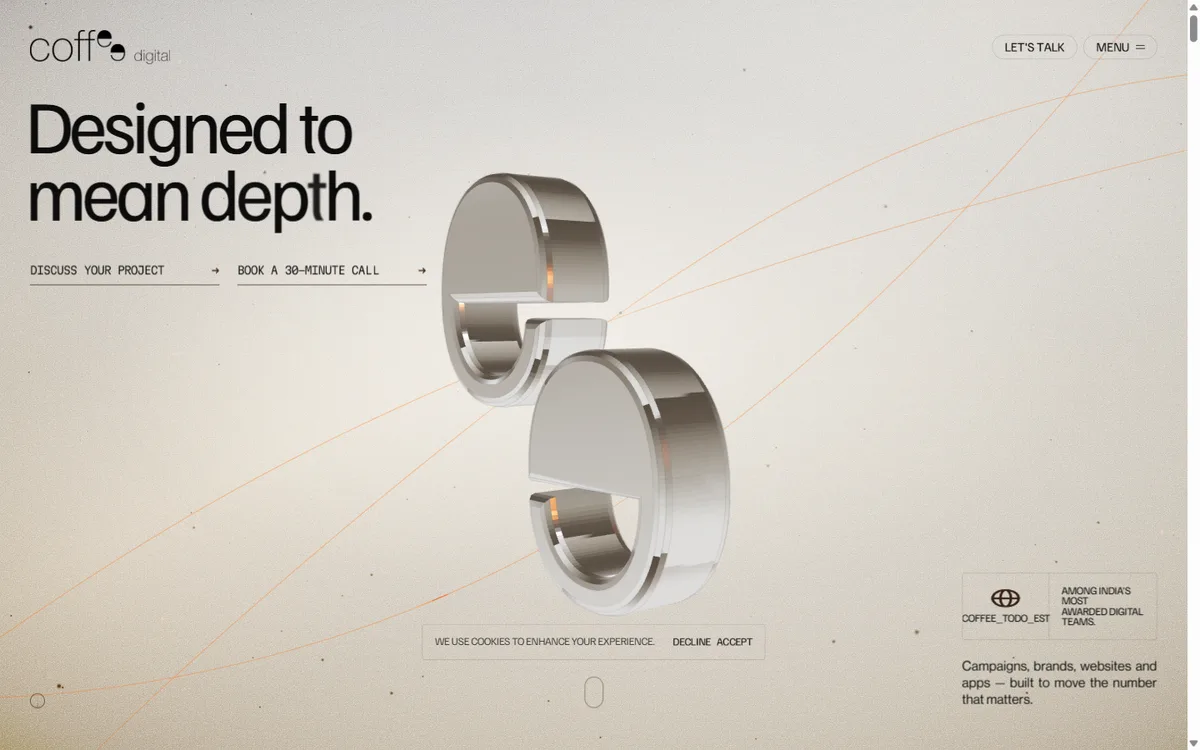 coffee digital
LET'S TALK
MENU
Designed to
mean depth.
DISCUSS YOUR PROJECT →
BOOK A 30-MINUTE CALL →
COFFEE_TODO_EST
AMONG INDIA'S
MOST
AWARDED DIGITAL
TEAMS.
WE USE COOKIES TO ENHANCE YOUR EXPERIENCE.
DECLINE
ACCEPT
Campaigns, brands, websites and
apps — built to move the number
that matters.